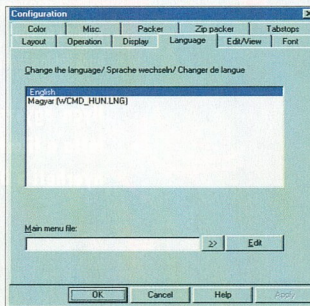 Configuration
Color Misc. Packer Zip packer Tabstops
Layout Operation Display Language Edit/View Font
Change the language/ Sprache wechseln/ Changer de langue
English
Magyar (WCMD_HUN.LNG)
Main menu file:
>> Edit
OK Cancel Help Apply